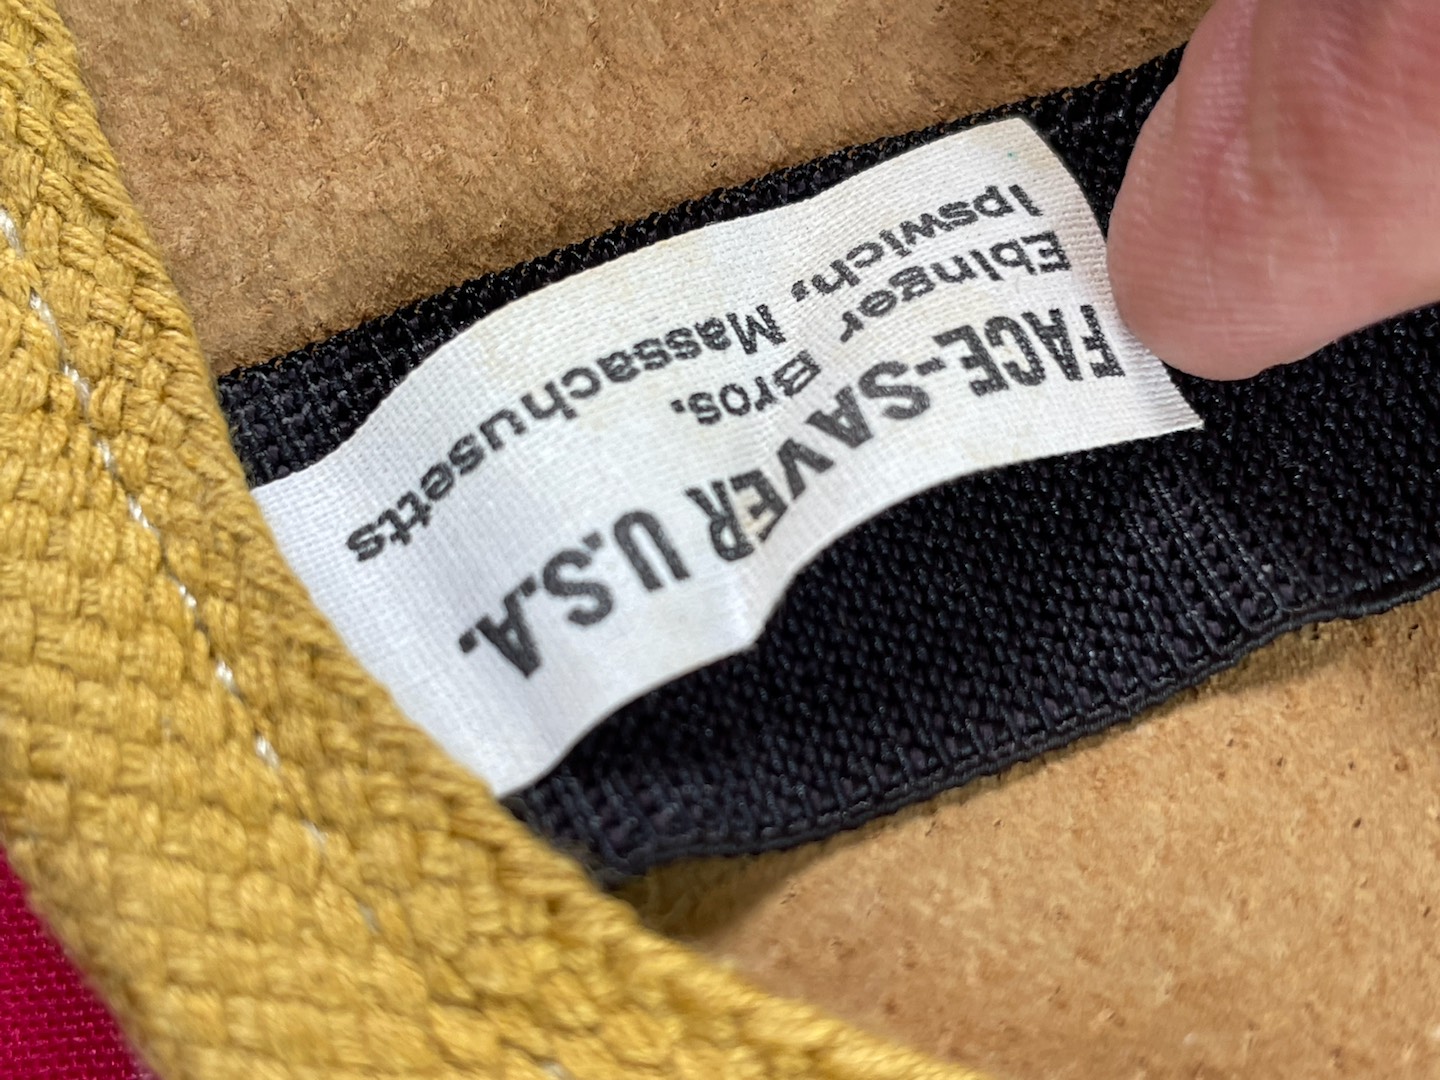 FACE-SAVER U.S.A.
Ebinger Bros.
Ipswich, Massachusetts